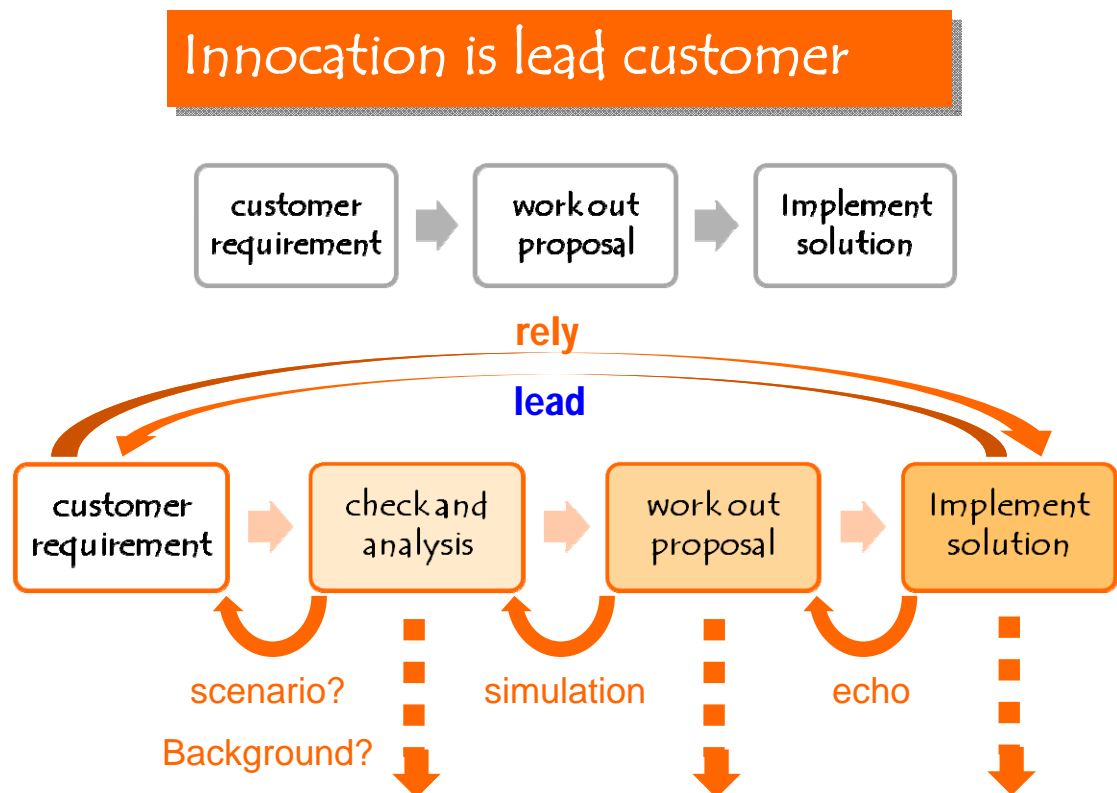 Innocation is lead customer
customer
requirement
work out
proposal
Implement
solution
rely
lead
customer
requirement
check and
analysis
work out
proposal
Implement
solution
scenario?
simulation
echo
Background?